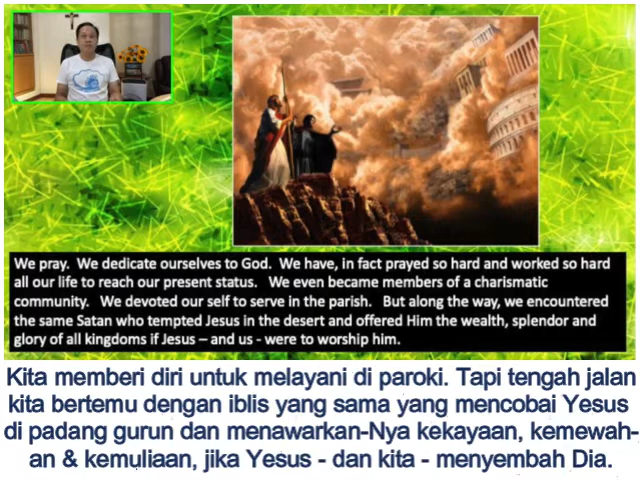 We pray.  We dedicate ourselves to God.  We have, in fact prayed so hard and worked so hard
all our life to reach our present status.   We even became members of a charismatic
community.   We devoted our self to serve in the parish.   But along the way, we encountered
the same Satan who tempted Jesus in the desert and offered Him the wealth, splendor and
glory of all kingdoms if Jesus – and us - were to worship him.
Kita memberi diri untuk melayani di paroki. Tapi tengah jalan
kita bertemu dengan iblis yang sama yang mencobai Yesus
di padang gurun dan menawarkan-Nya kekayaan, kemewah-
an & kemuliaan, jika Yesus - dan kita - menyembah Dia.